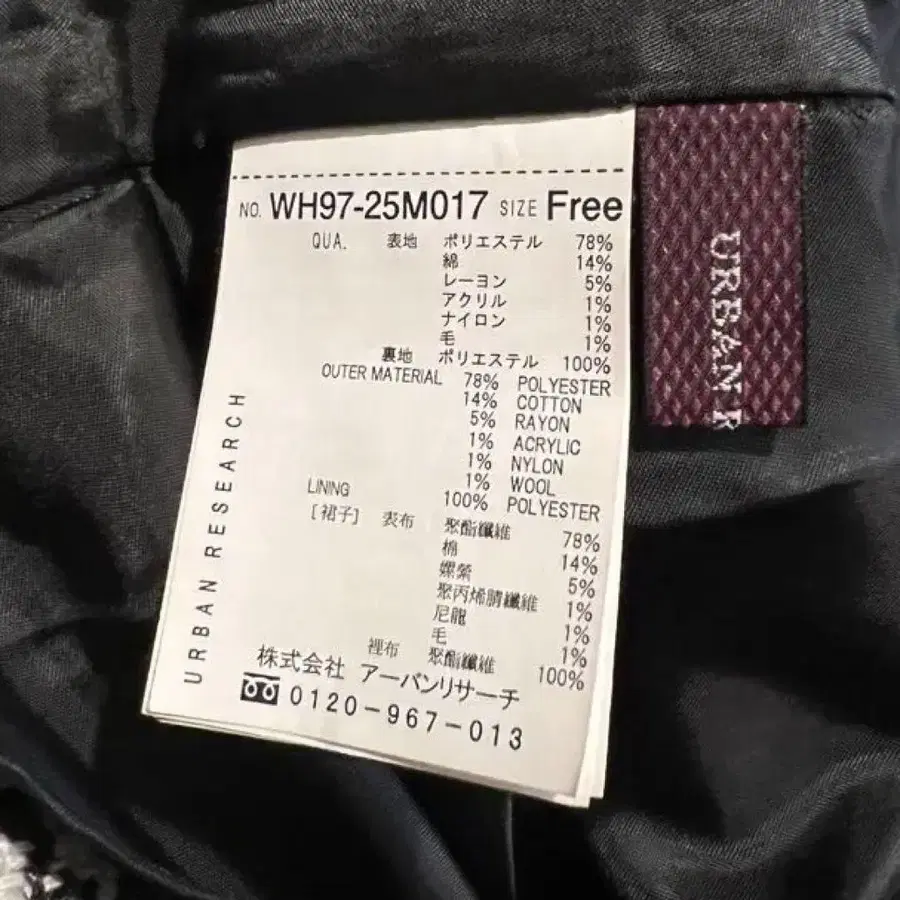 NO. WH97-25M017 SIZE Free
QUA. 表地 ポリエステル 78%
綿 14%
レーヨン 5%
アクリル 1%
ナイロン 1%
毛 1%
裏地 ポリエステル 100%
OUTER MATERIAL 78% POLYESTER
14% COTTON
5% RAYON
1% ACRYLIC
1% NYLON
1% WOOL
LINING 100% POLYESTER
[裙子] 表布 聚酯纖維 78%
棉 14%
嫘縈 5%
聚丙烯腈纖維 1%
尼龍 1%
毛 1%
裡布 聚酯纖維 100%
株式会社 アーバンリサーチ
0120-967-013
URBAN RESEARCH
URBAN R